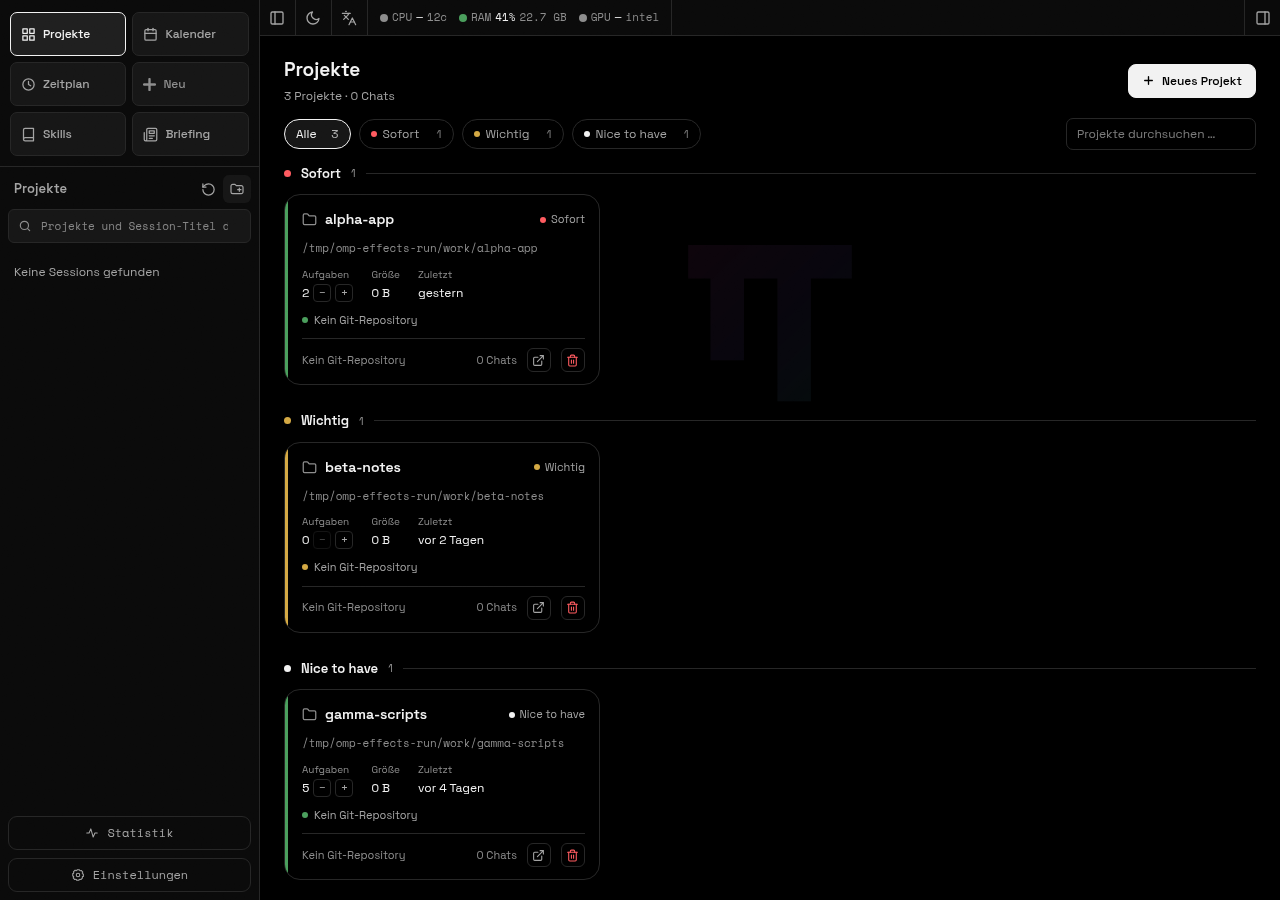 Projekte
Kalender
Zeitplan
Neu
Skills
Briefing
Projekte
Projekte und Session-Titel
Keine Sessions gefunden
Statistik
Einstellungen
CPU — 12c
RAM 41% 22.7 GB
GPU — intel
Projekte
3 Projekte · 0 Chats
Neues Projekt
Alle 3
Sofort 1
Wichtig 1
Nice to have 1
Projekte durchsuchen …
Sofort 1
alpha-app
Sofort
/tmp/omp-effects-run/work/alpha-app
Aufgaben Größe Zuletzt
2 − + 0 B gestern
Kein Git-Repository
Kein Git-Repository 0 Chats
Wichtig 1
beta-notes
Wichtig
/tmp/omp-effects-run/work/beta-notes
Aufgaben Größe Zuletzt
0 − + 0 B vor 2 Tagen
Kein Git-Repository
Kein Git-Repository 0 Chats
Nice to have 1
gamma-scripts
Nice to have
/tmp/omp-effects-run/work/gamma-scripts
Aufgaben Größe Zuletzt
5 − + 0 B vor 4 Tagen
Kein Git-Repository
Kein Git-Repository 0 Chats